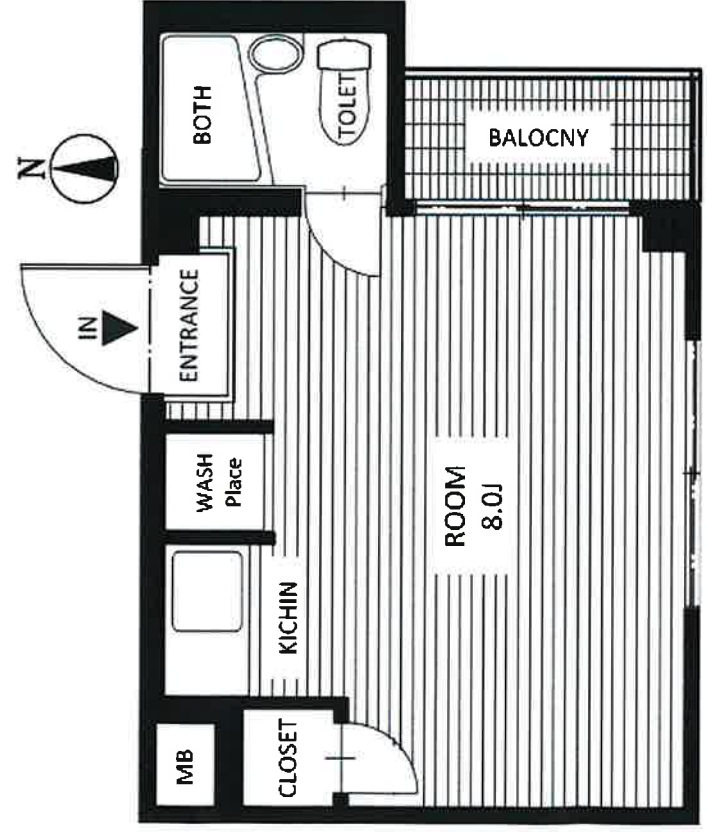 N
IN
ENTRANCE
BOTH
TOLET
BALOCNY
WASH
Place
KICHIN
ROOM
8.0J
MB
CLOSET